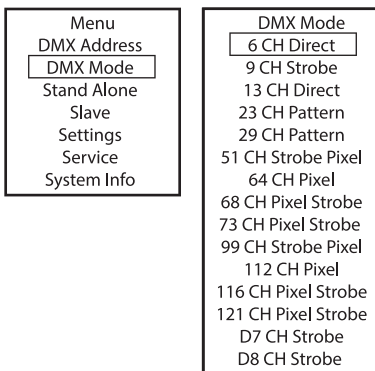 Menu
DMX Address
DMX Mode
Stand Alone
Slave
Settings
Service
System Info
DMX Mode
6 CH Direct
9 CH Strobe
13 CH Direct
23 CH Pattern
29 CH Pattern
51 CH Strobe Pixel
64 CH Pixel
68 CH Pixel Strobe
73 CH Pixel Strobe
99 CH Strobe Pixel
112 CH Pixel
116 CH Pixel Strobe
121 CH Pixel Strobe
D7 CH Strobe
D8 CH Strobe